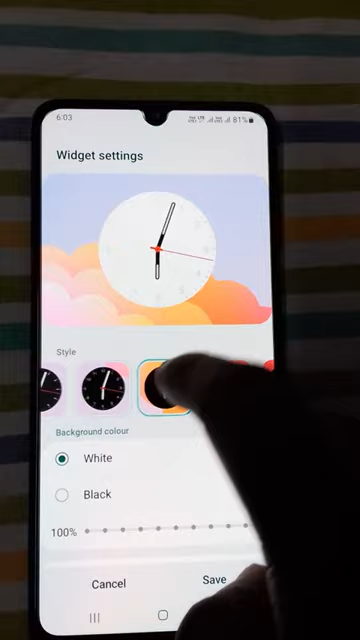 6:03 81%
Widget settings
Style
Background colour
White
Black
100%
Cancel Save